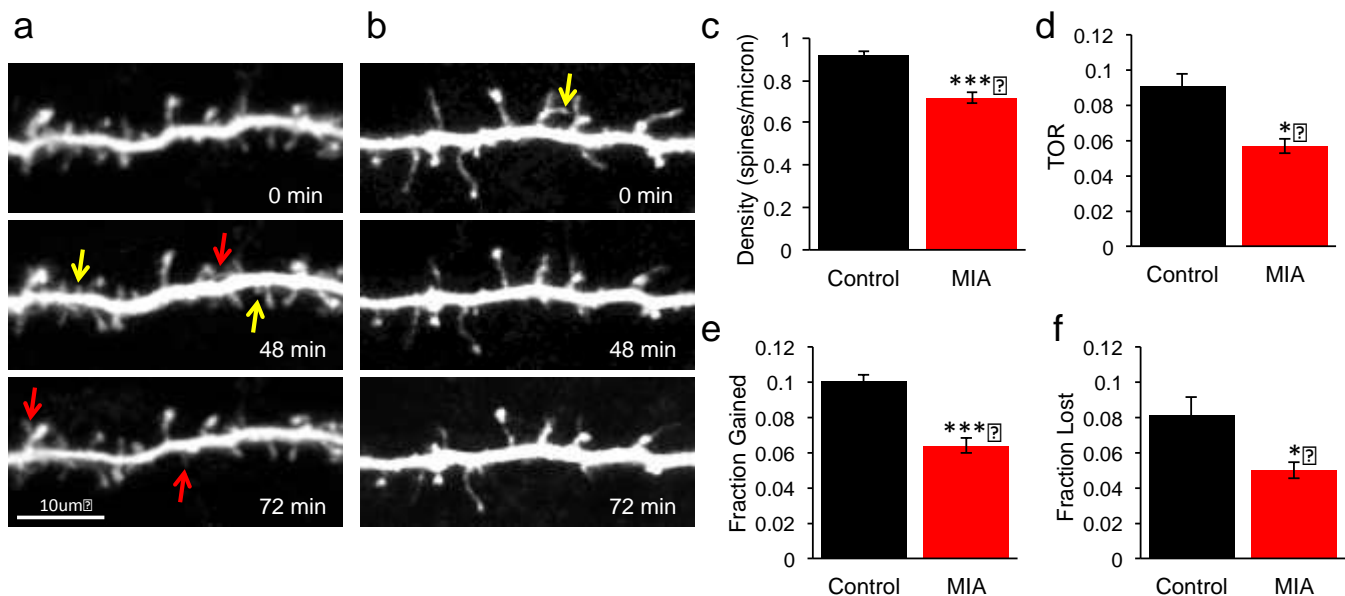 a
0 min
48 min
10um⍰
72 min
b
0 min
48 min
72 min
c
Density (spines/micron)
1
0.8
0.6
0.4
0.2
0
***⍰
Control MIA
d
TOR
0.12
0.1
0.08
0.06
0.04
0.02
0
*⍰
Control MIA
e
Fraction Gained
0.12
0.1
0.08
0.06
0.04
0.02
0
***⍰
Control MIA
f
Fraction Lost
0.12
0.1
0.08
0.06
0.04
0.02
0
*⍰
Control MIA